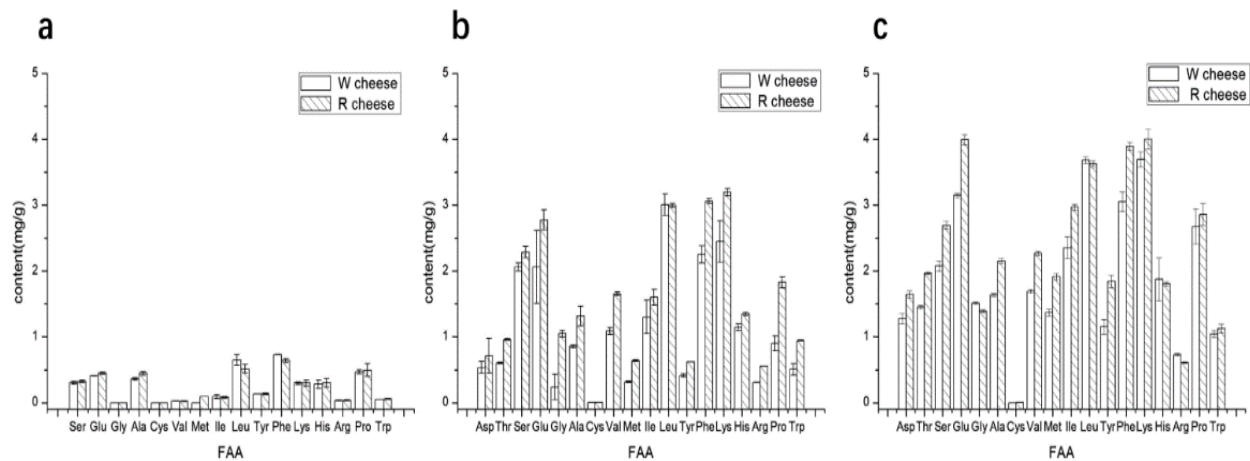 a
5
4
3
2
1
0
content(mg/g)
W cheese
R cheese
Ser Glu Gly Ala Cys Val Met Ile Leu Tyr Phe Lys His Arg Pro Trp
FAA
b
5
4
3
2
1
0
content(mg/g)
W cheese
R cheese
Asp Thr Ser Glu Gly Ala Cys Val Met Ile Leu Tyr Phe Lys His Arg Pro Trp
FAA
c
5
4
3
2
1
0
content(mg/g)
W cheese
R cheese
Asp Thr Ser Glu Gly Ala Cys Val Met Ile Leu Tyr Phe Lys His Arg Pro Trp
FAA